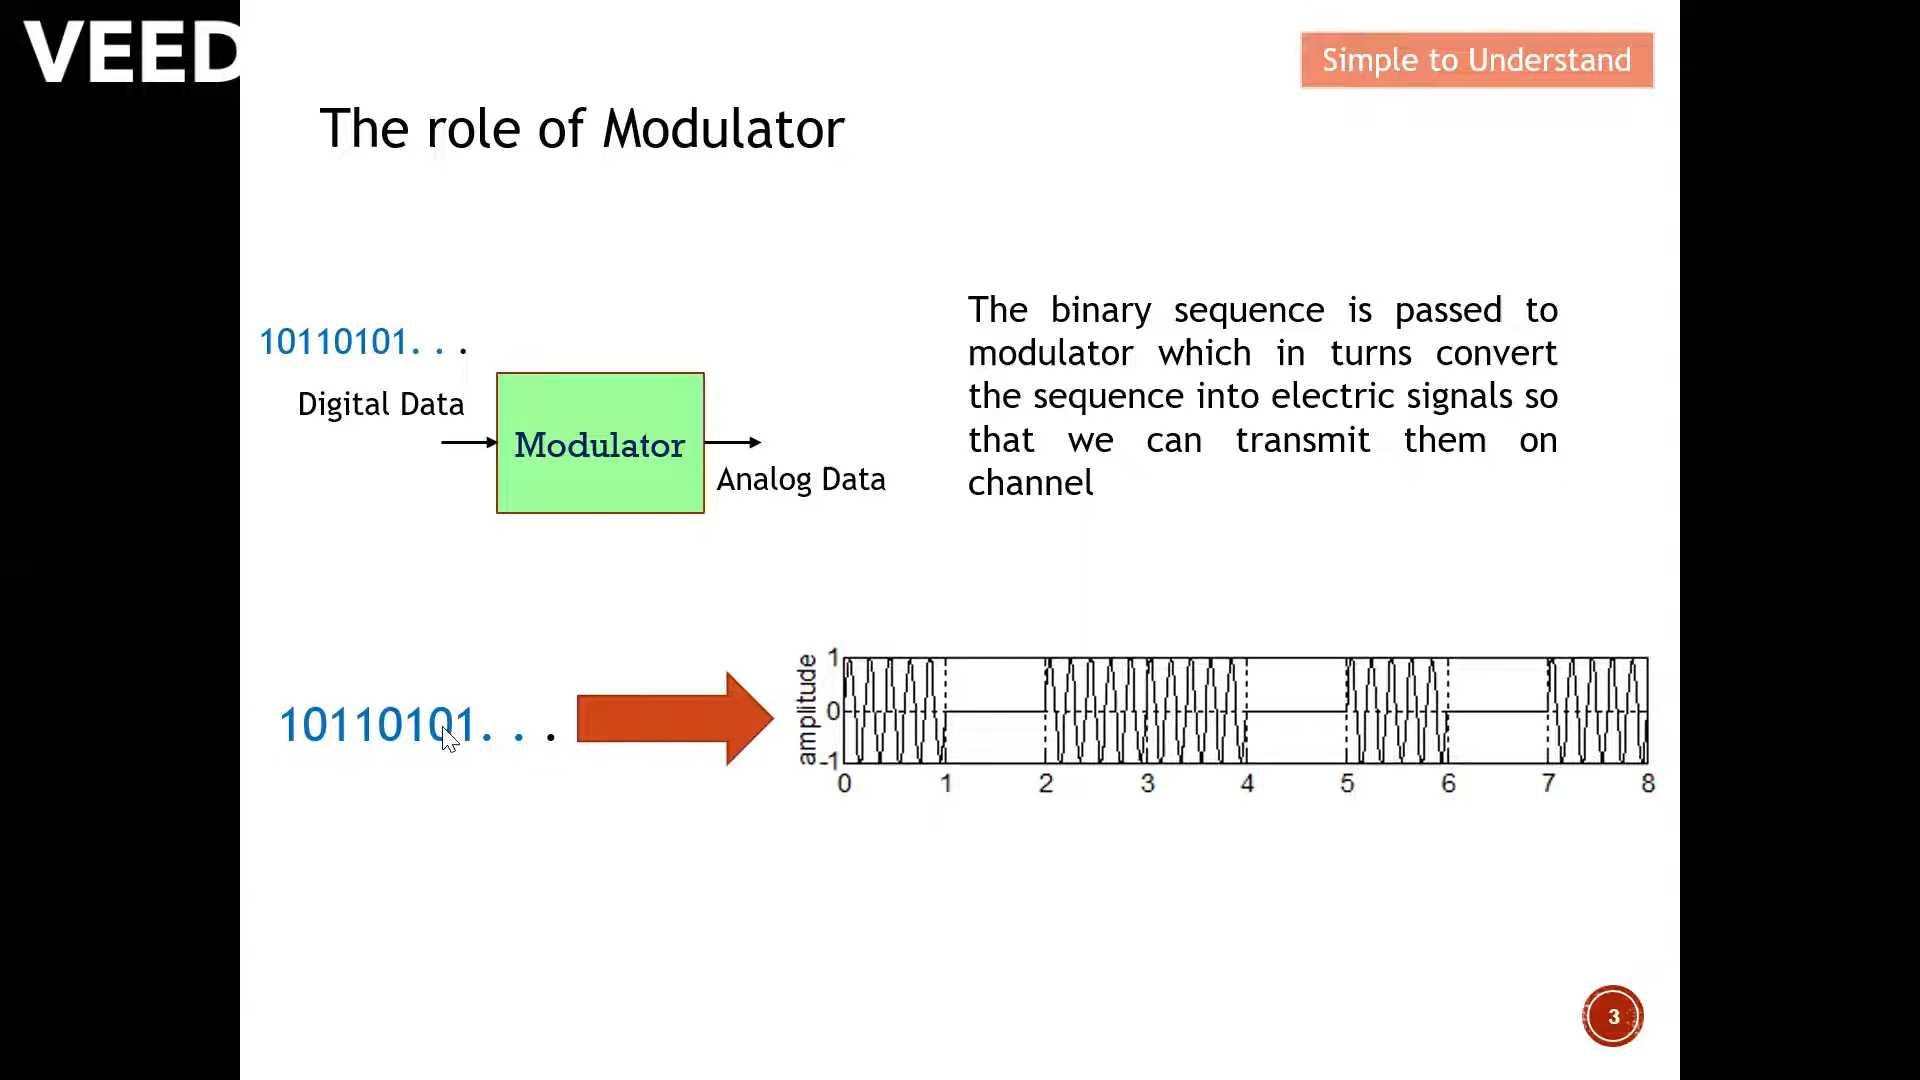 VEED
Simple to Understand
The role of Modulator
10110101. . .
Digital Data
Modulator
Analog Data
The binary sequence is passed to
modulator which in turns convert
the sequence into electric signals so
that we can transmit them on
channel
10110101. . .
amplitude
1
0
-1
0 1 2 3 4 5 6 7 8
3